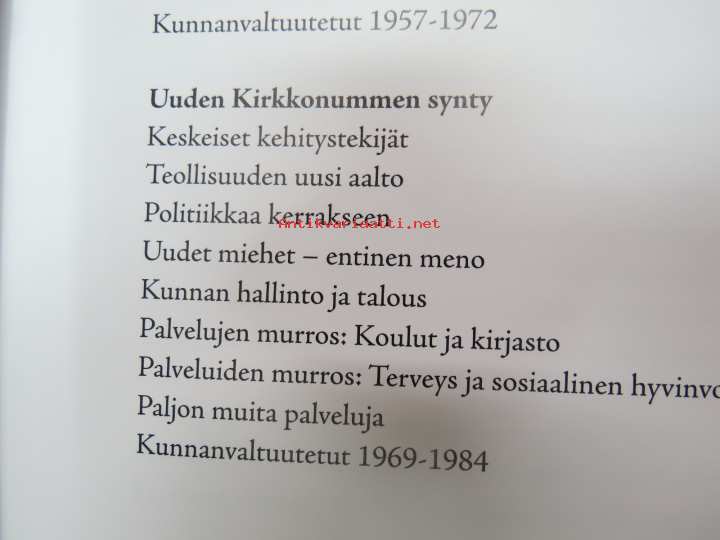 Kunnanvaltuutetut 1957-1972
Uuden Kirkkonummen synty
Keskeiset kehitystekijät
Teollisuuden uusi aalto
Politiikkaa kerrakseen
Antikvariaatti.net
Uudet miehet – entinen meno
Kunnan hallinto ja talous
Palvelujen murros: Koulut ja kirjasto
Palveluiden murros: Terveys ja sosiaalinen hyvinvo
Paljon muita palveluja
Kunnanvaltuutetut 1969-1984